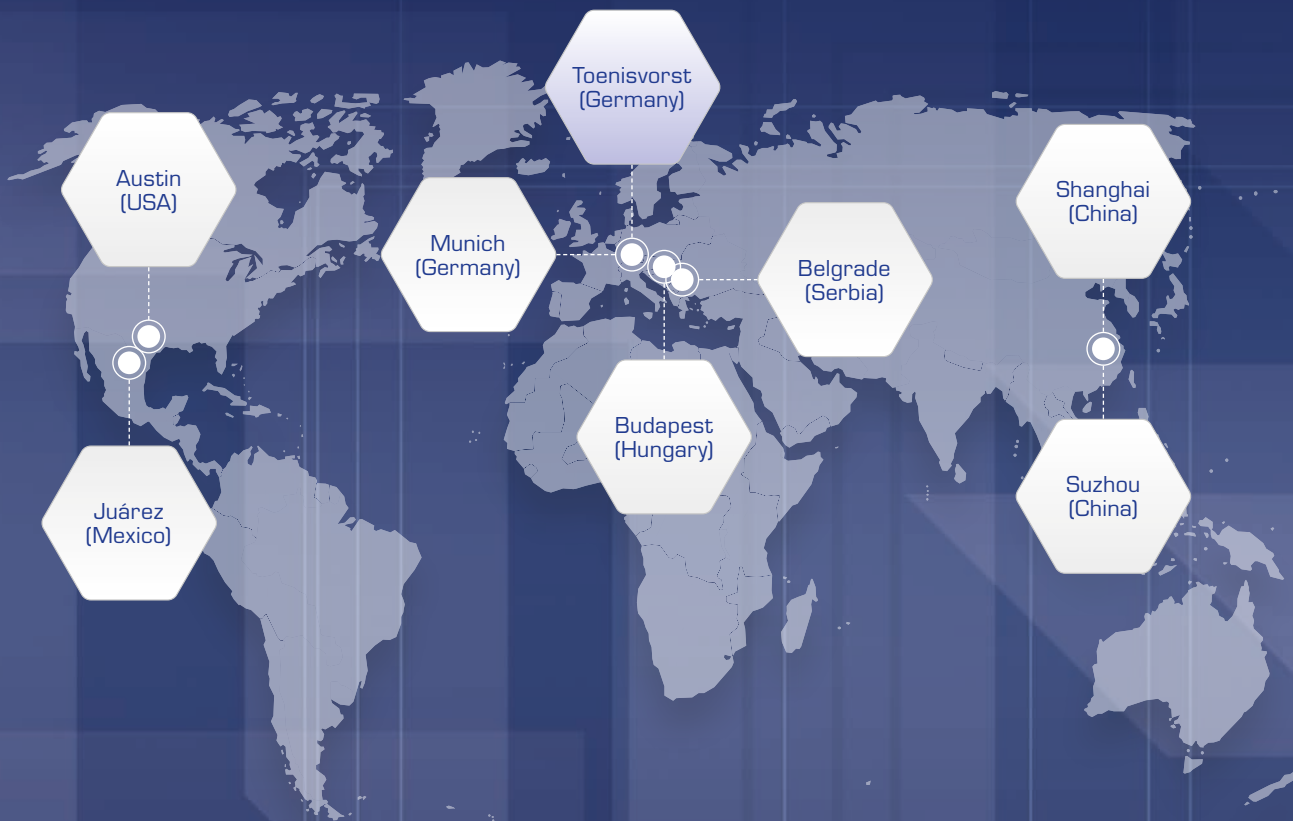 Toenisvorst
(Germany)
Austin
(USA)
Shanghai
(China)
Munich
(Germany)
Belgrade
(Serbia)
Budapest
(Hungary)
Suzhou
(China)
Juárez
(Mexico)